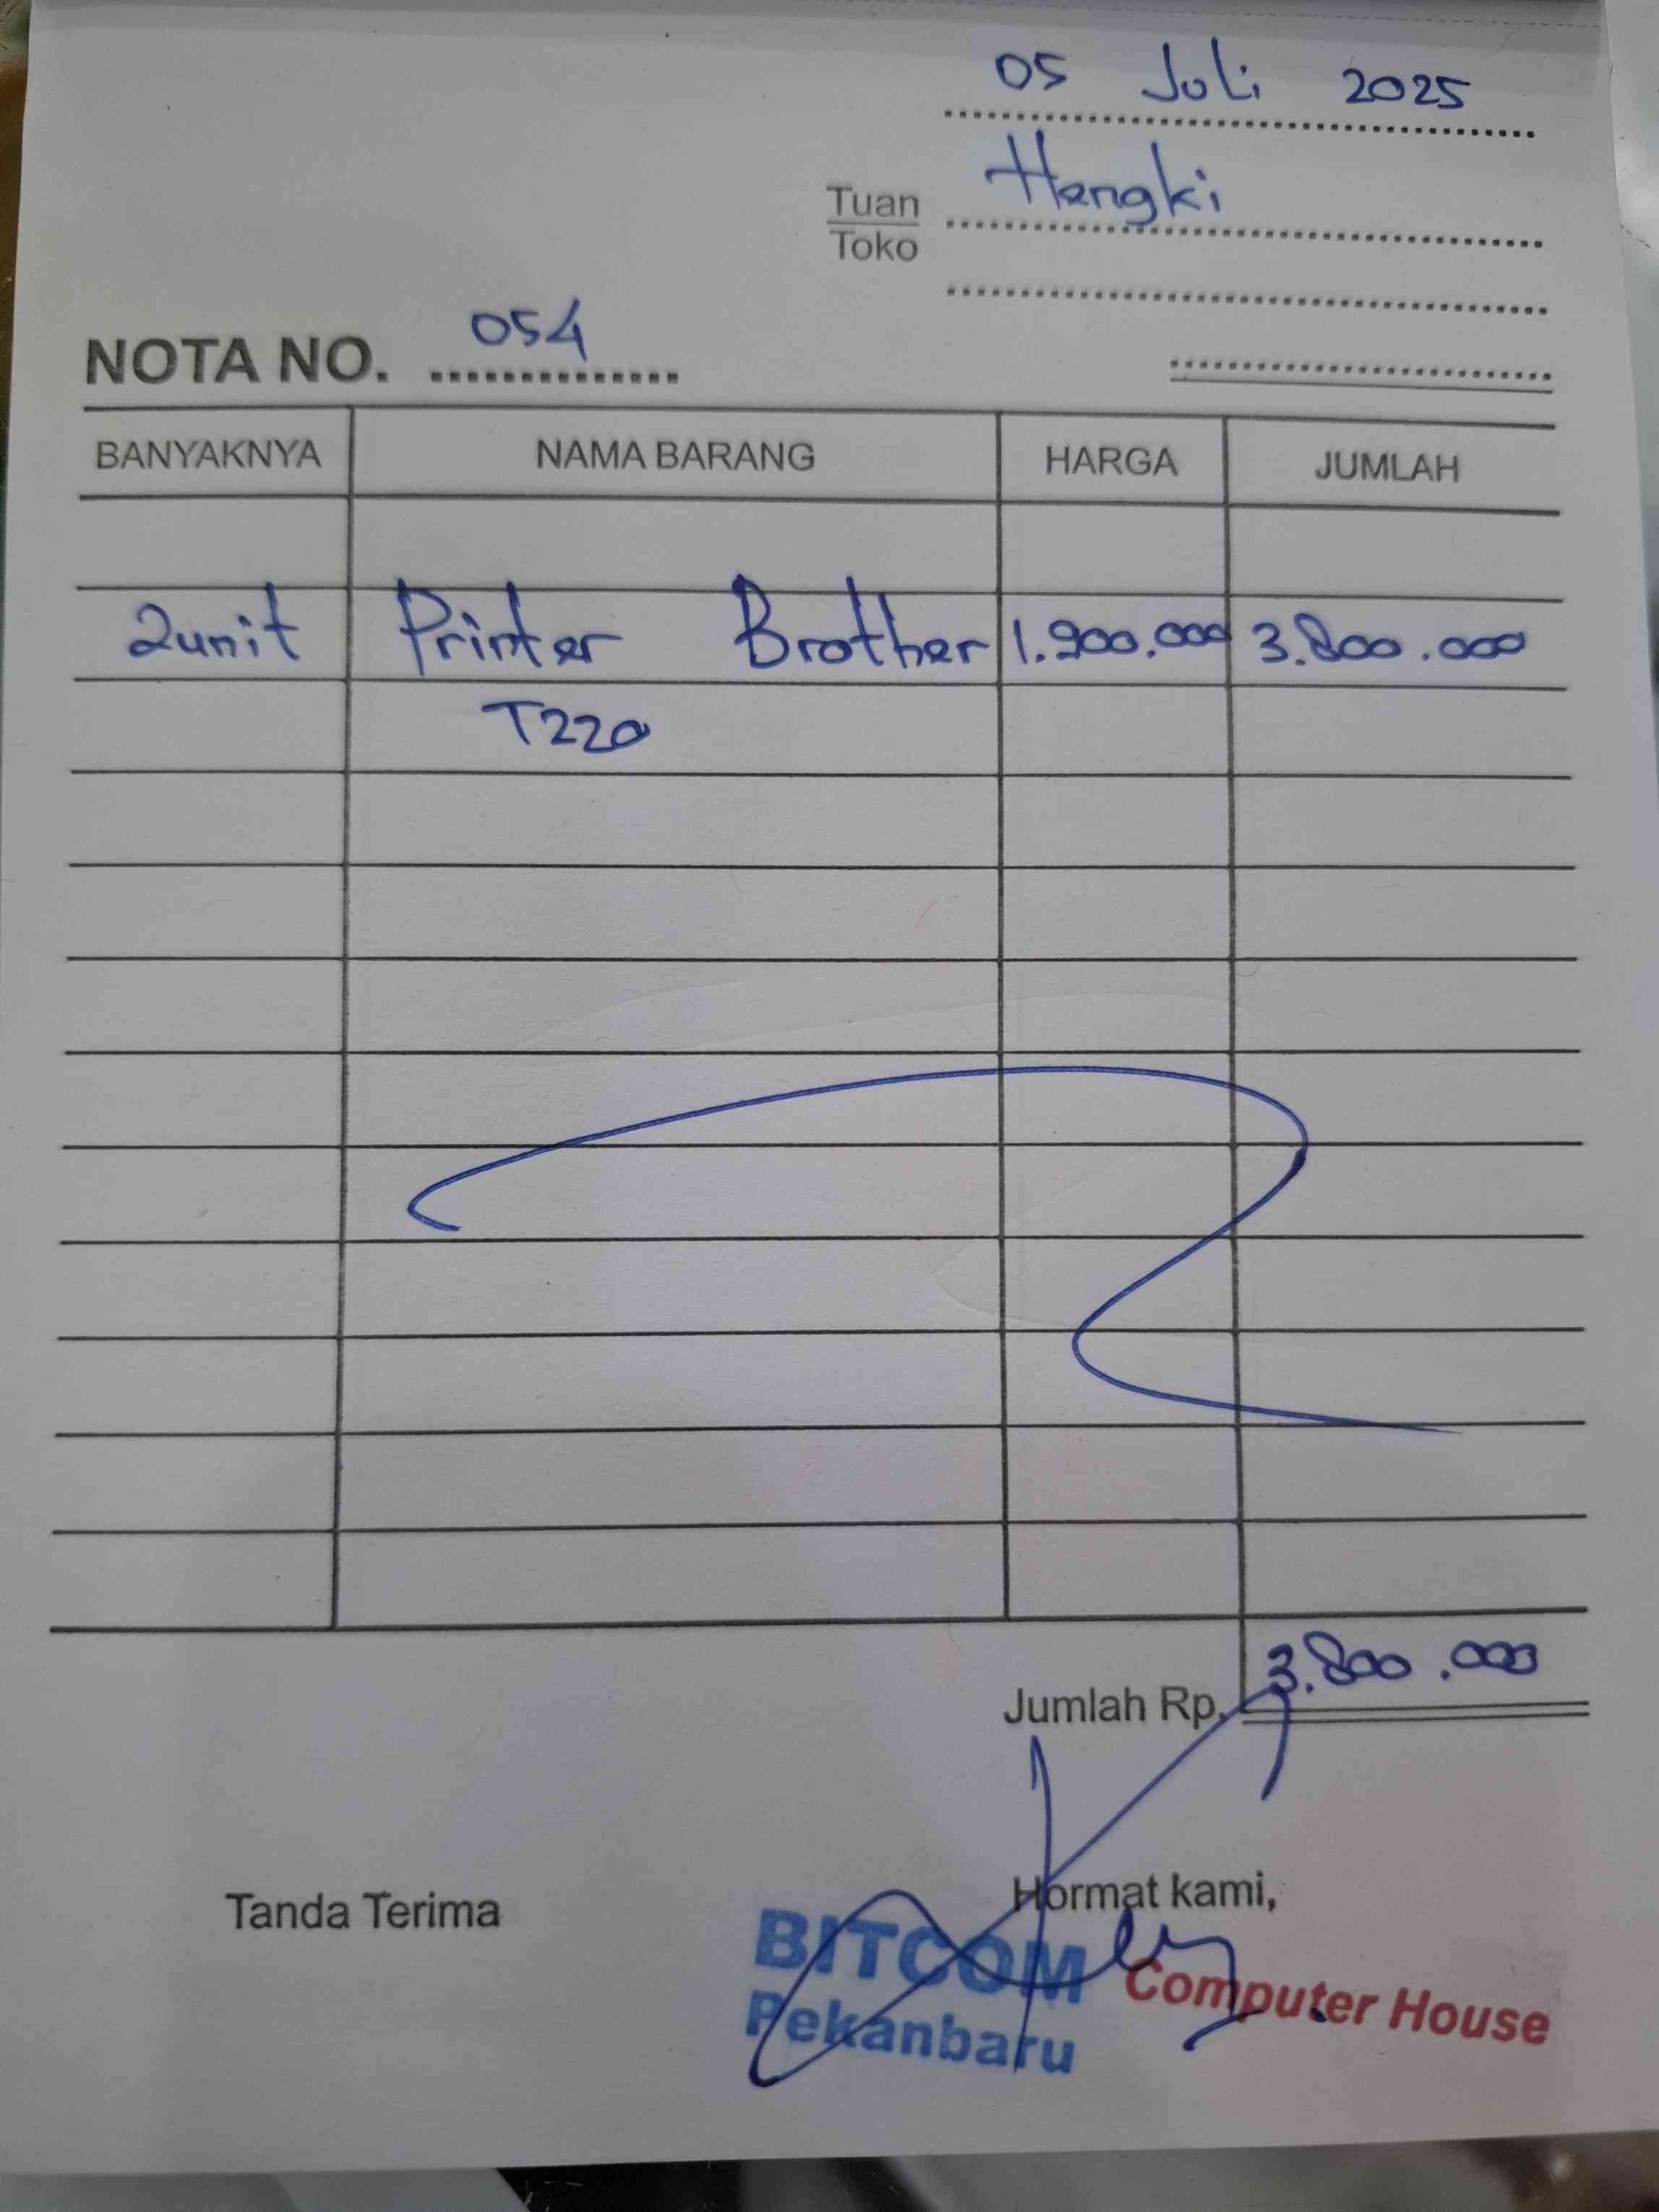 05 Juli 2025
Tuan Hengki
Toko
NOTA NO. 054
BANYAKNYA NAMA BARANG HARGA JUMLAH
2unit Printer Brother 1.900.000 3.800.000
T220
Jumlah Rp. 3.800.000
Tanda Terima Hormat kami,
BITCOM Computer House
Pekanbaru